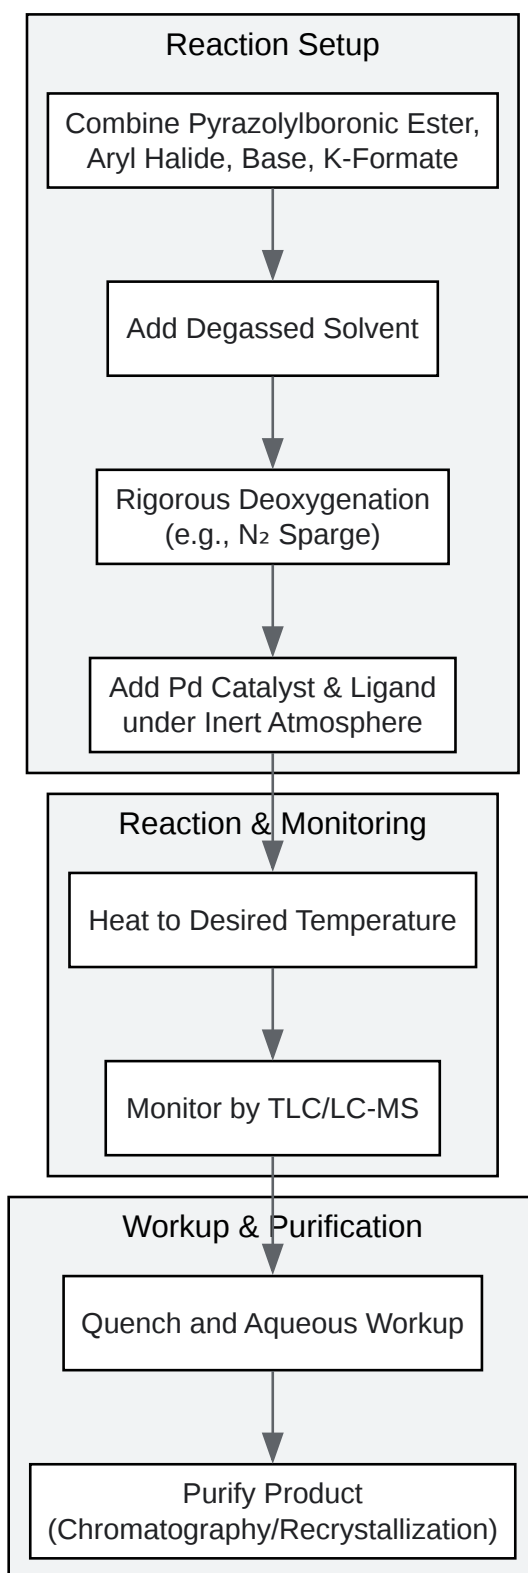 Reaction Setup
Combine Pyrazolylboronic Ester,
Aryl Halide, Base, K-Formate
Add Degassed Solvent
Rigorous Deoxygenation
(e.g., N₂ Sparge)
Add Pd Catalyst & Ligand
under Inert Atmosphere
Reaction & Monitoring
Heat to Desired Temperature
Monitor by TLC/LC-MS
Workup & Purification
Quench and Aqueous Workup
Purify Product
(Chromatography/Recrystallization)